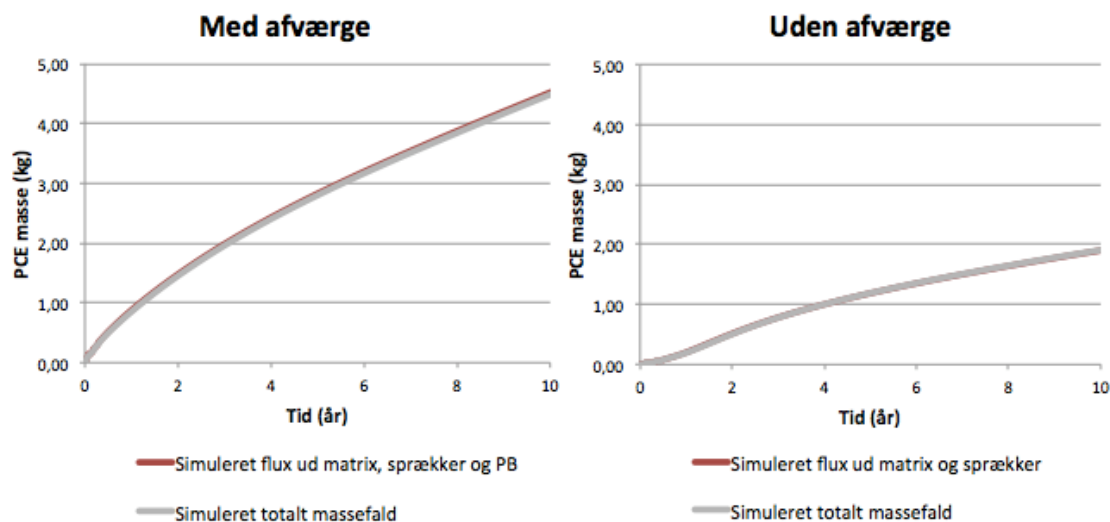 Med afværge
PCE masse (kg)
5,00
4,00
3,00
2,00
1,00
0,00
0 2 4 6 8 10
Tid (år)
Simuleret flux ud matrix, sprækker og PB
Simuleret totalt massefald
Uden afværge
PCE masse (kg)
5,00
4,00
3,00
2,00
1,00
0,00
0 2 4 6 8 10
Tid (år)
Simuleret flux ud matrix og sprækker
Simuleret totalt massefald